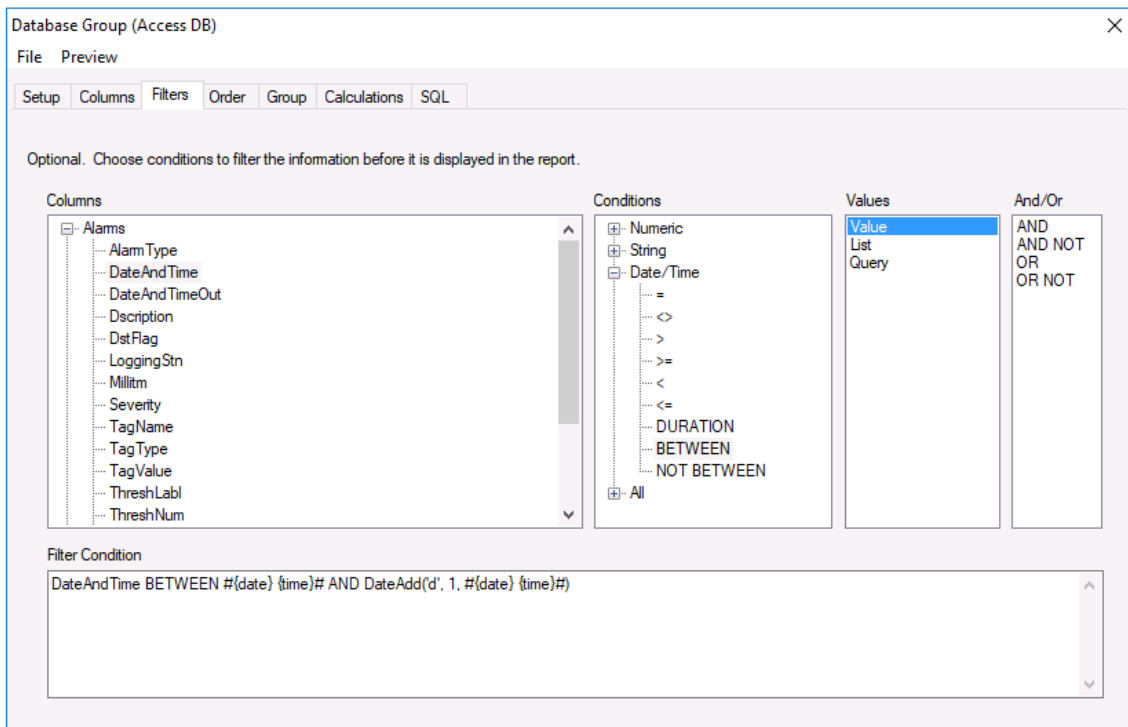 Database Group (Access DB)
File Preview
Setup Columns Filters Order Group Calculations SQL
Optional. Choose conditions to filter the information before it is displayed in the report.
Columns
Alarms
AlarmType
DateAndTime
DateAndTimeOut
Dscription
DstFlag
LoggingStn
Millitm
Severity
TagName
TagType
TagValue
ThreshLabl
ThreshNum
Conditions
Numeric
String
Date/Time
=
<>
>
>=
<
<=
DURATION
BETWEEN
NOT BETWEEN
All
Values
Value
List
Query
And/Or
AND
AND NOT
OR
OR NOT
Filter Condition
DateAndTime BETWEEN #{date} {time}# AND DateAdd('d', 1, #{date} {time}#)